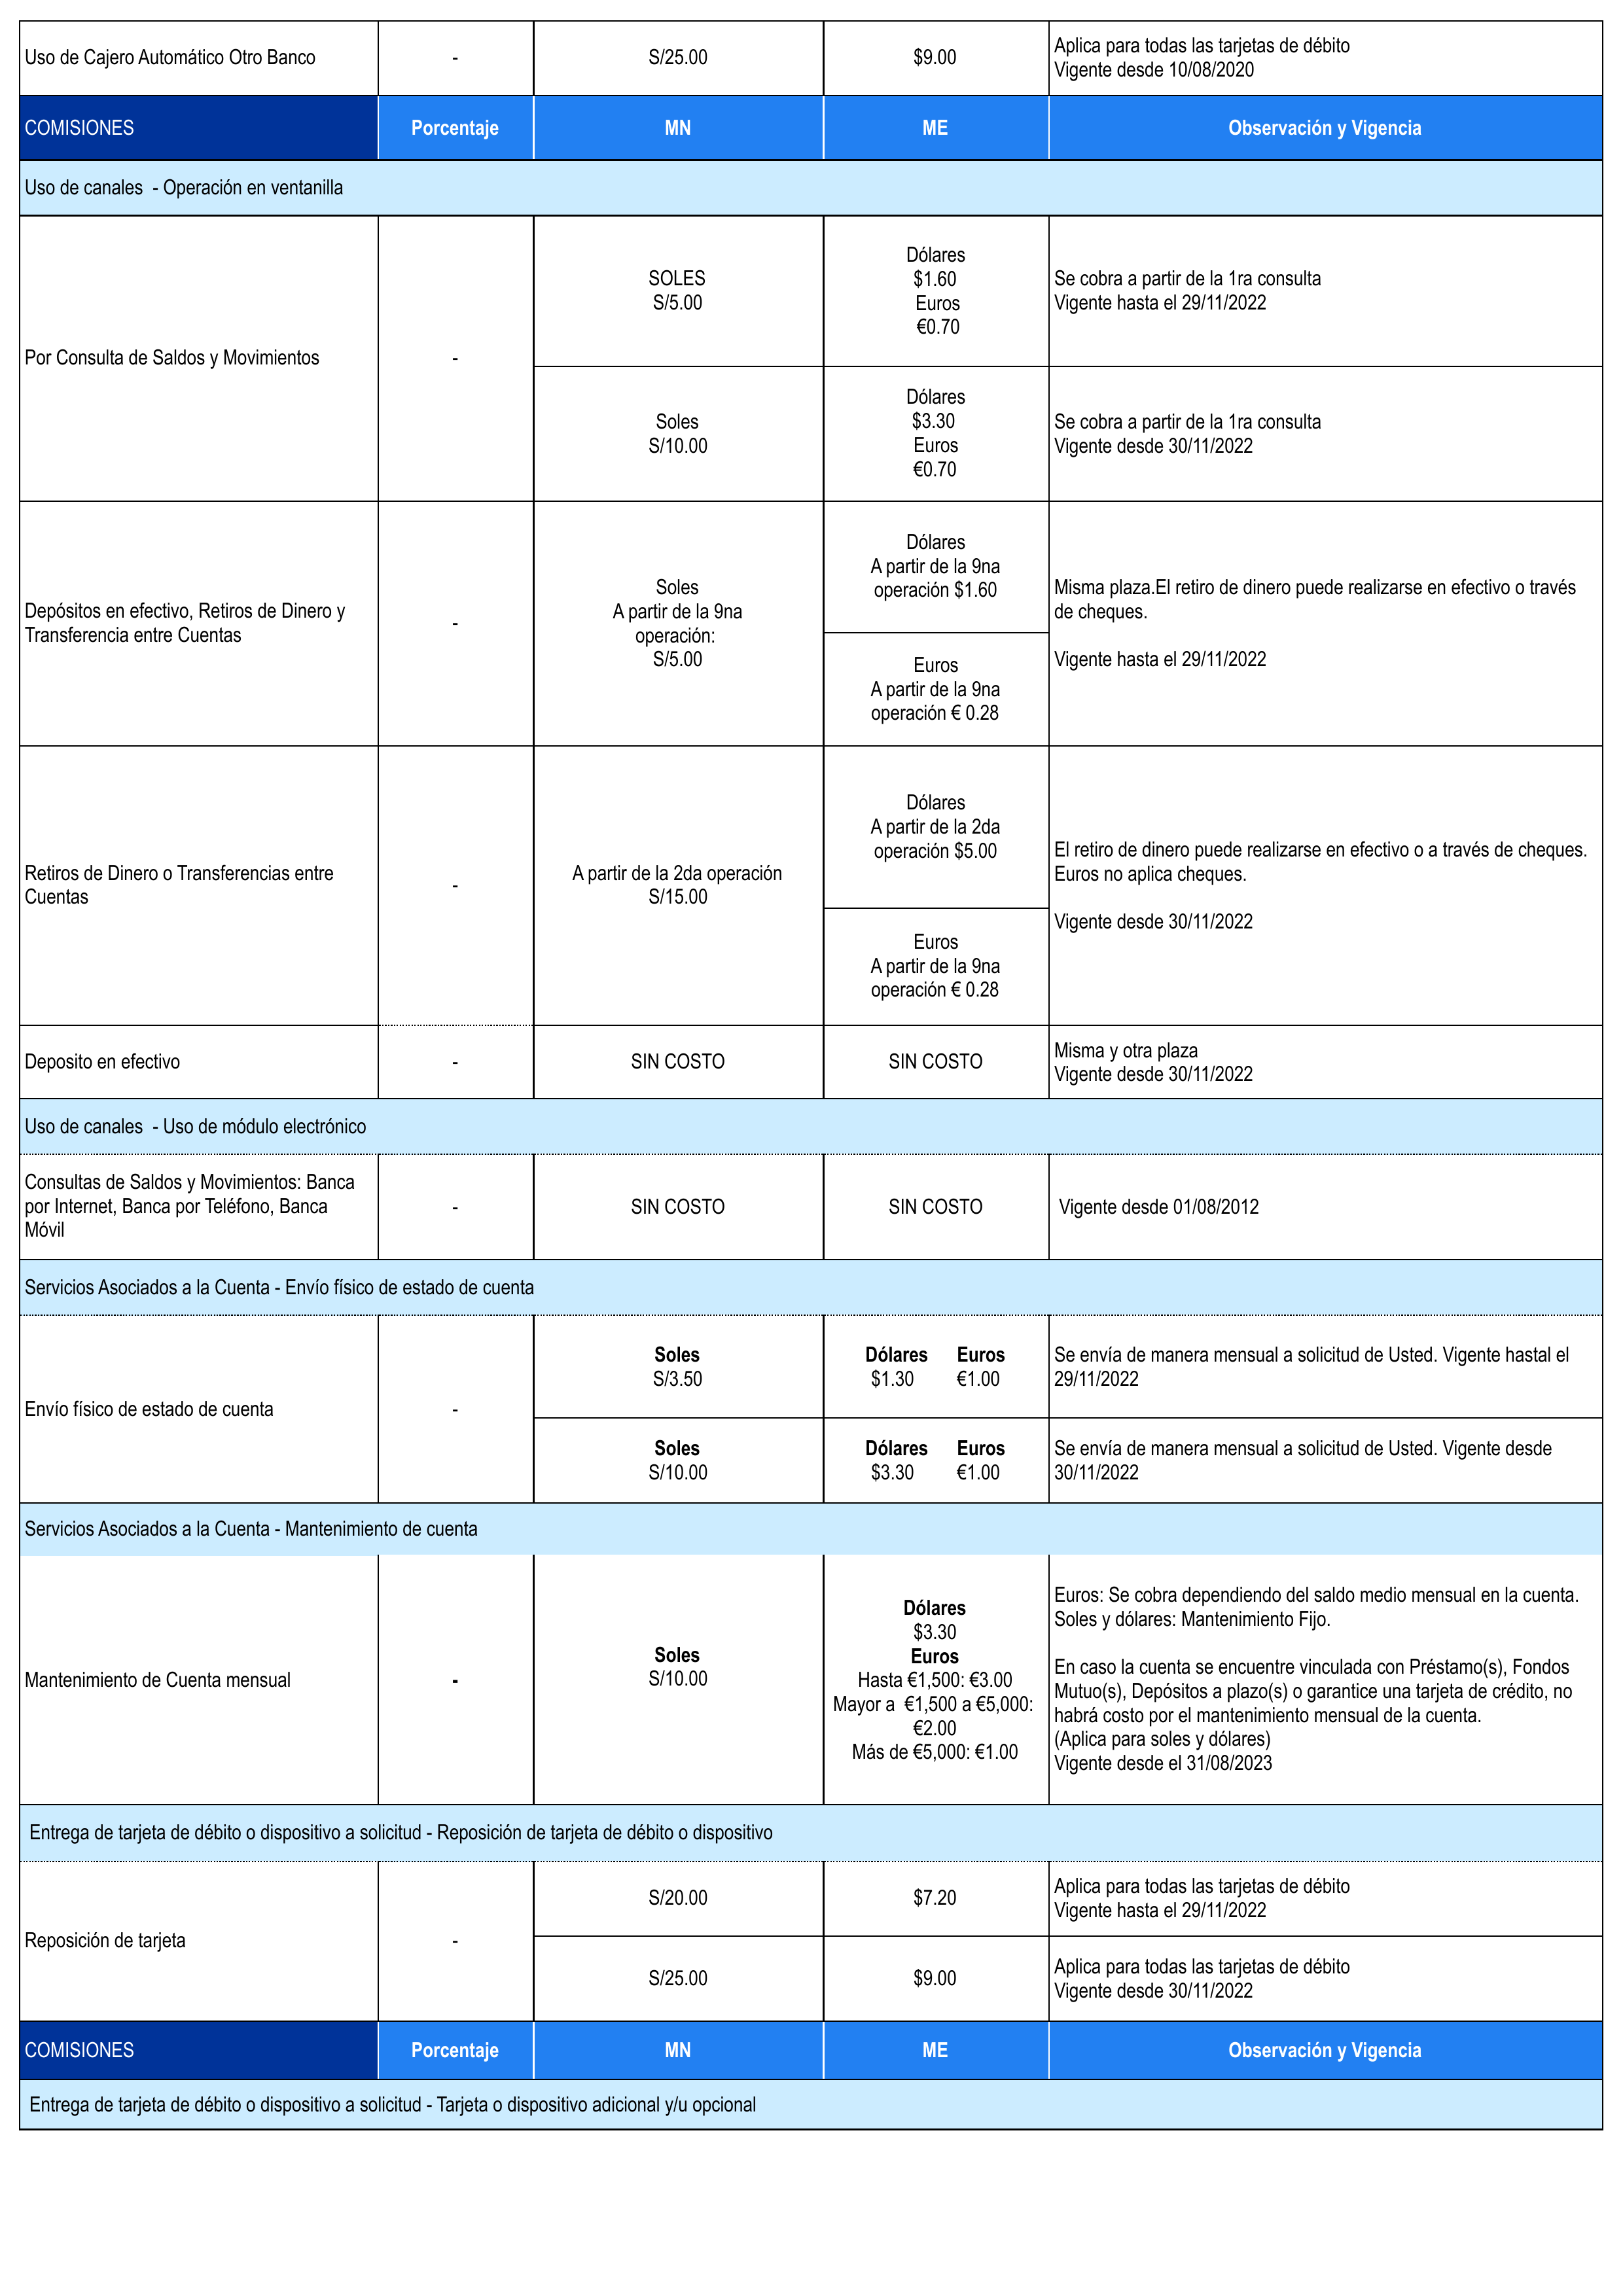 Uso de Cajero Automático Otro Banco
-
S/25.00
$9.00
Aplica para todas las tarjetas de débito
Vigente desde 10/08/2020
COMISIONES
Porcentaje
MN
ME
Observación y Vigencia
Uso de canales  - Operación en ventanilla
Por Consulta de Saldos y Movimientos
-
SOLES
S/5.00
Dólares
$1.60
Euros
€0.70
Se cobra a partir de la 1ra consulta
Vigente hasta el 29/11/2022
Soles
S/10.00
Dólares
$3.30
Euros
€0.70
Se cobra a partir de la 1ra consulta
Vigente desde 30/11/2022
Depósitos en efectivo, Retiros de Dinero y
Transferencia entre Cuentas
-
Soles
A partir de la 9na
operación:
S/5.00
Dólares
A partir de la 9na
operación $1.60
Euros
A partir de la 9na
operación € 0.28
Misma plaza.El retiro de dinero puede realizarse en efectivo o través
de cheques.
Vigente hasta el 29/11/2022
Retiros de Dinero o Transferencias entre
Cuentas
-
A partir de la 2da operación
S/15.00
Dólares
A partir de la 2da
operación $5.00
Euros
A partir de la 9na
operación € 0.28
El retiro de dinero puede realizarse en efectivo o a través de cheques.
Euros no aplica cheques.
Vigente desde 30/11/2022
Deposito en efectivo
-
SIN COSTO
SIN COSTO
Misma y otra plaza
Vigente desde 30/11/2022
Uso de canales  - Uso de módulo electrónico
Consultas de Saldos y Movimientos: Banca
por Internet, Banca por Teléfono, Banca
Móvil
-
SIN COSTO
SIN COSTO
Vigente desde 01/08/2012
Servicios Asociados a la Cuenta - Envío físico de estado de cuenta
Envío físico de estado de cuenta
-
Soles
S/3.50
Dólares Euros
$1.30 €1.00
Se envía de manera mensual a solicitud de Usted. Vigente hastal el
29/11/2022
Soles
S/10.00
Dólares Euros
$3.30 €1.00
Se envía de manera mensual a solicitud de Usted. Vigente desde
30/11/2022
Servicios Asociados a la Cuenta - Mantenimiento de cuenta
Mantenimiento de Cuenta mensual
-
Soles
S/10.00
Dólares
$3.30
Euros
Hasta €1,500: €3.00
Mayor a  €1,500 a €5,000:
€2.00
Más de €5,000: €1.00
Euros: Se cobra dependiendo del saldo medio mensual en la cuenta.
Soles y dólares: Mantenimiento Fijo.
En caso la cuenta se encuentre vinculada con Préstamo(s), Fondos
Mutuo(s), Depósitos a plazo(s) o garantice una tarjeta de crédito, no
habrá costo por el mantenimiento mensual de la cuenta.
(Aplica para soles y dólares)
Vigente desde el 31/08/2023
Entrega de tarjeta de débito o dispositivo a solicitud - Reposición de tarjeta de débito o dispositivo
Reposición de tarjeta
-
S/20.00
$7.20
Aplica para todas las tarjetas de débito
Vigente hasta el 29/11/2022
S/25.00
$9.00
Aplica para todas las tarjetas de débito
Vigente desde 30/11/2022
COMISIONES
Porcentaje
MN
ME
Observación y Vigencia
Entrega de tarjeta de débito o dispositivo a solicitud - Tarjeta o dispositivo adicional y/u opcional